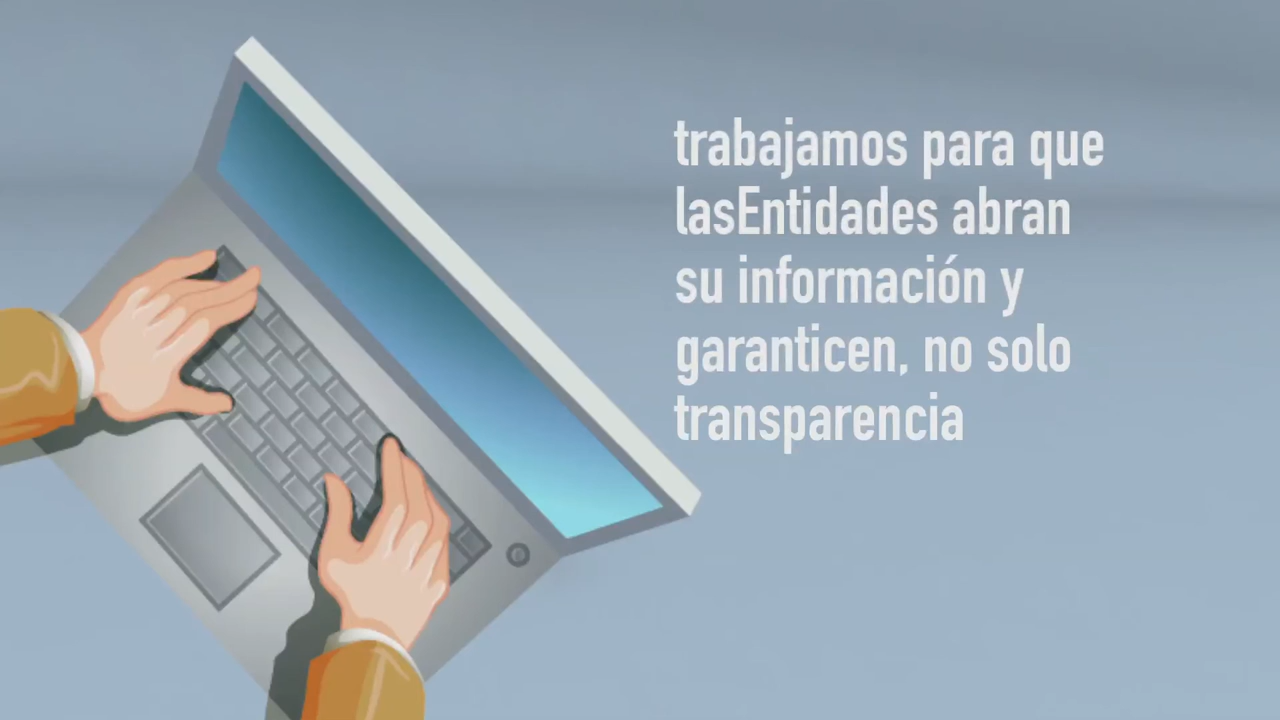 trabajamos para que
lasEntidades abran
su información y
garanticen, no solo
transparencia